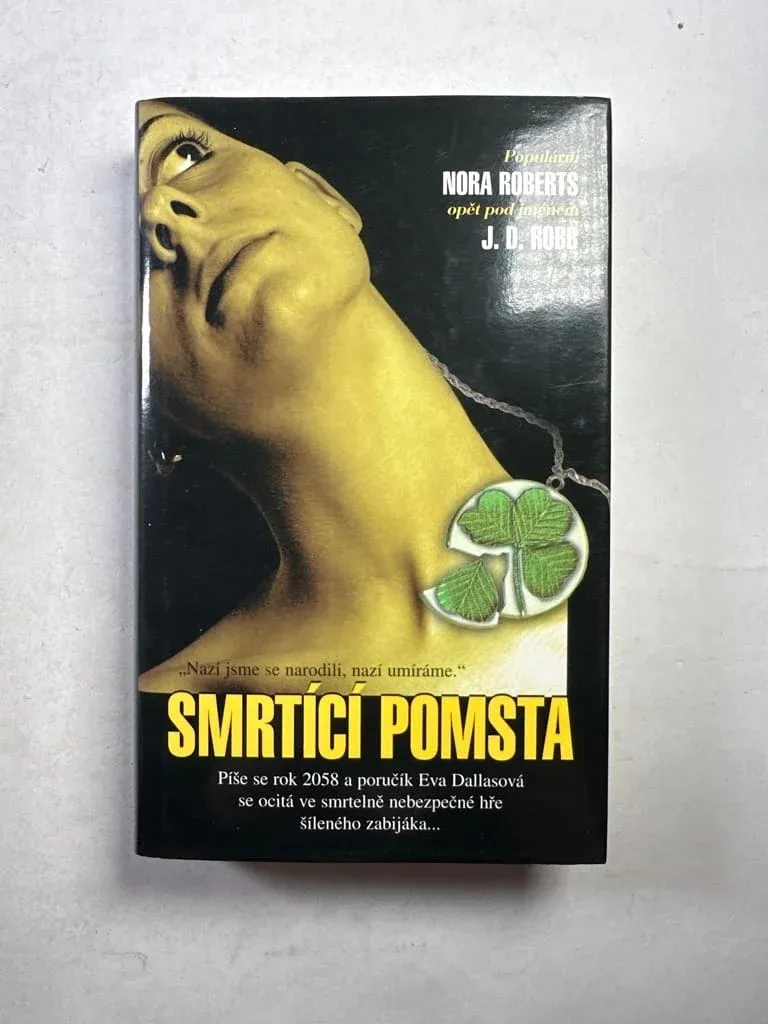 Populární
NORA ROBERTS
opět pod jménem
J. D. ROBB
„Nazí jsme se narodili, nazí umíráme.“
SMRTÍCÍ POMSTA
Píše se rok 2058 a poručík Eva Dallasová
se ocitá ve smrtelně nebezpečné hře
šíleného zabijáka...